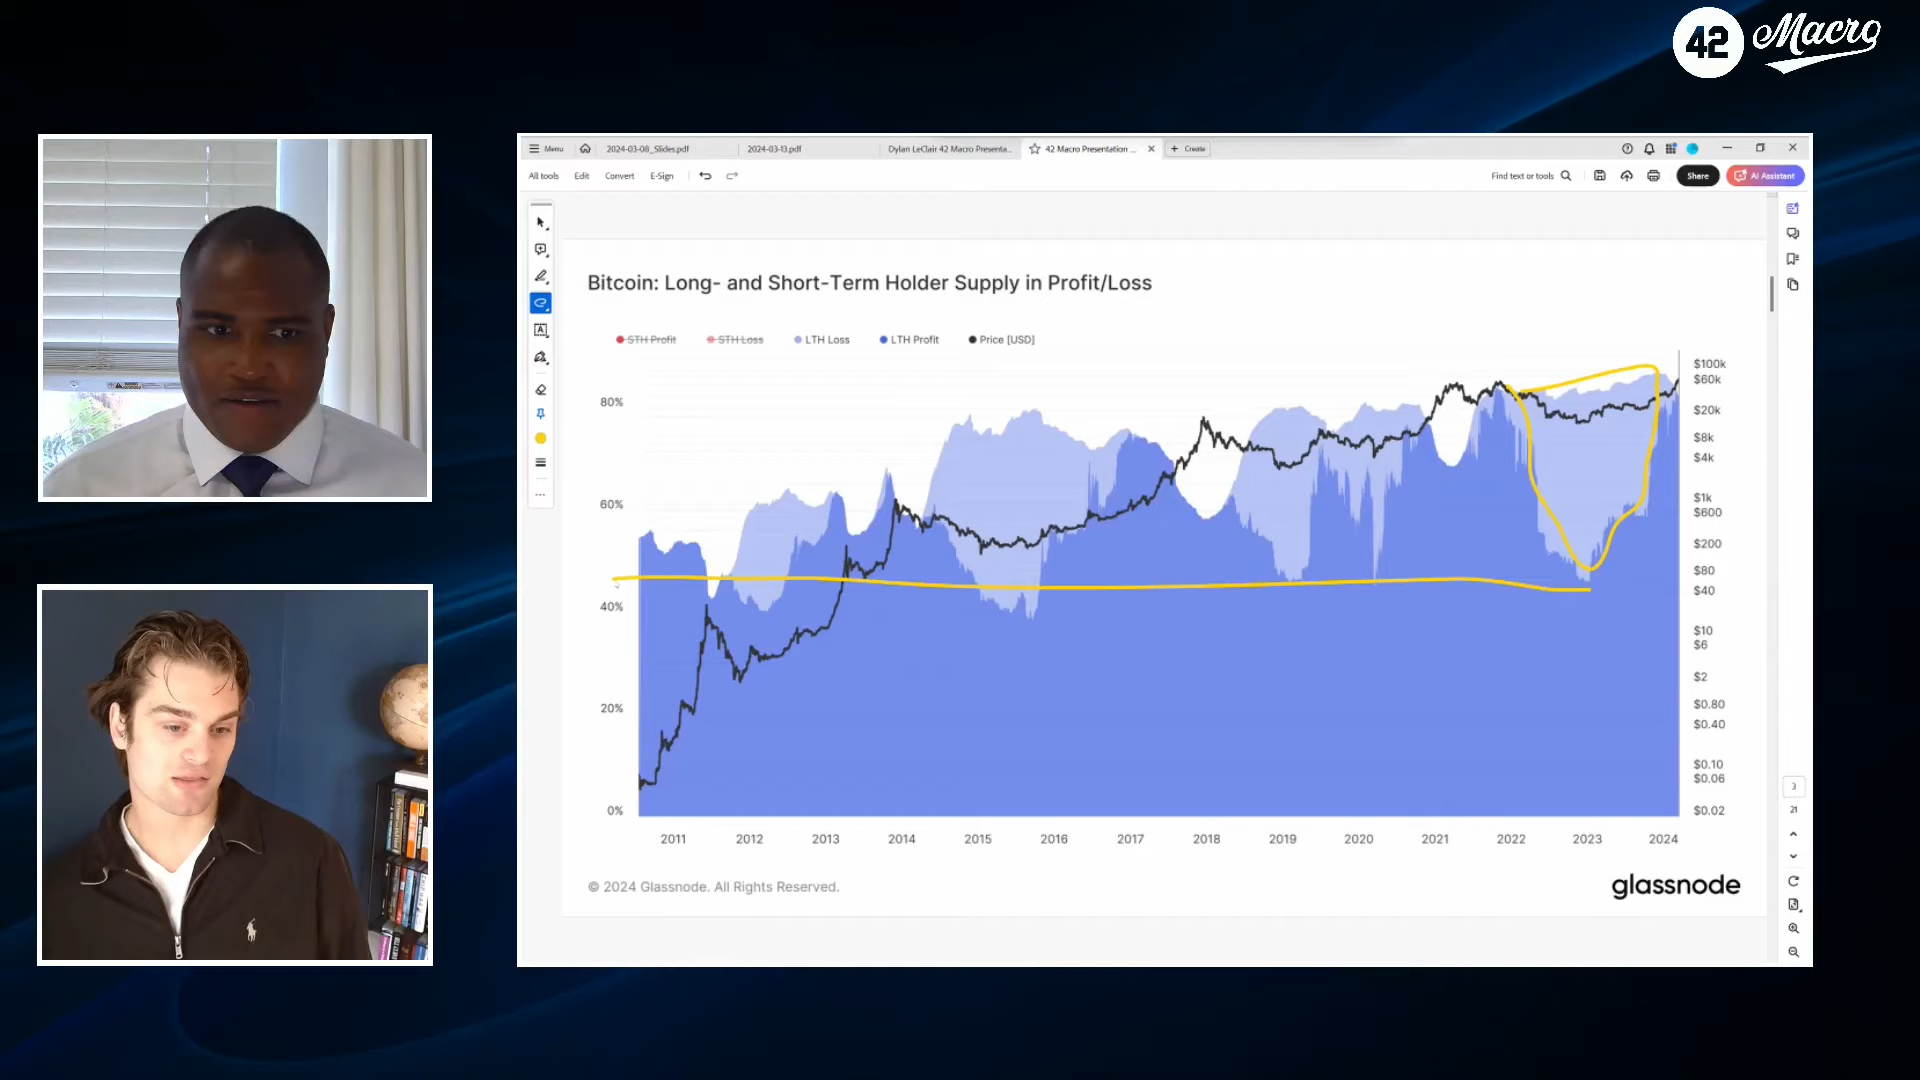 42 Macro
Menu
2024-03-08_Slides.pdf
2024-03-13.pdf
Dylan LeClair 42 Macro Presenta...
42 Macro Presentation ...
Create
All tools
Edit
Convert
E-Sign
Find text or tools
Share
AI Assistant
Bitcoin: Long- and Short-Term Holder Supply in Profit/Loss
STH Profit
STH Loss
LTH Loss
LTH Profit
Price [USD]
80%
60%
40%
20%
0%
$100k
$60k
$20k
$8k
$4k
$1k
$600
$200
$80
$40
$10
$6
$2
$0.80
$0.40
$0.10
$0.06
$0.02
2011
2012
2013
2014
2015
2016
2017
2018
2019
2020
2021
2022
2023
2024
3
21
© 2024 Glassnode. All Rights Reserved.
glassnode